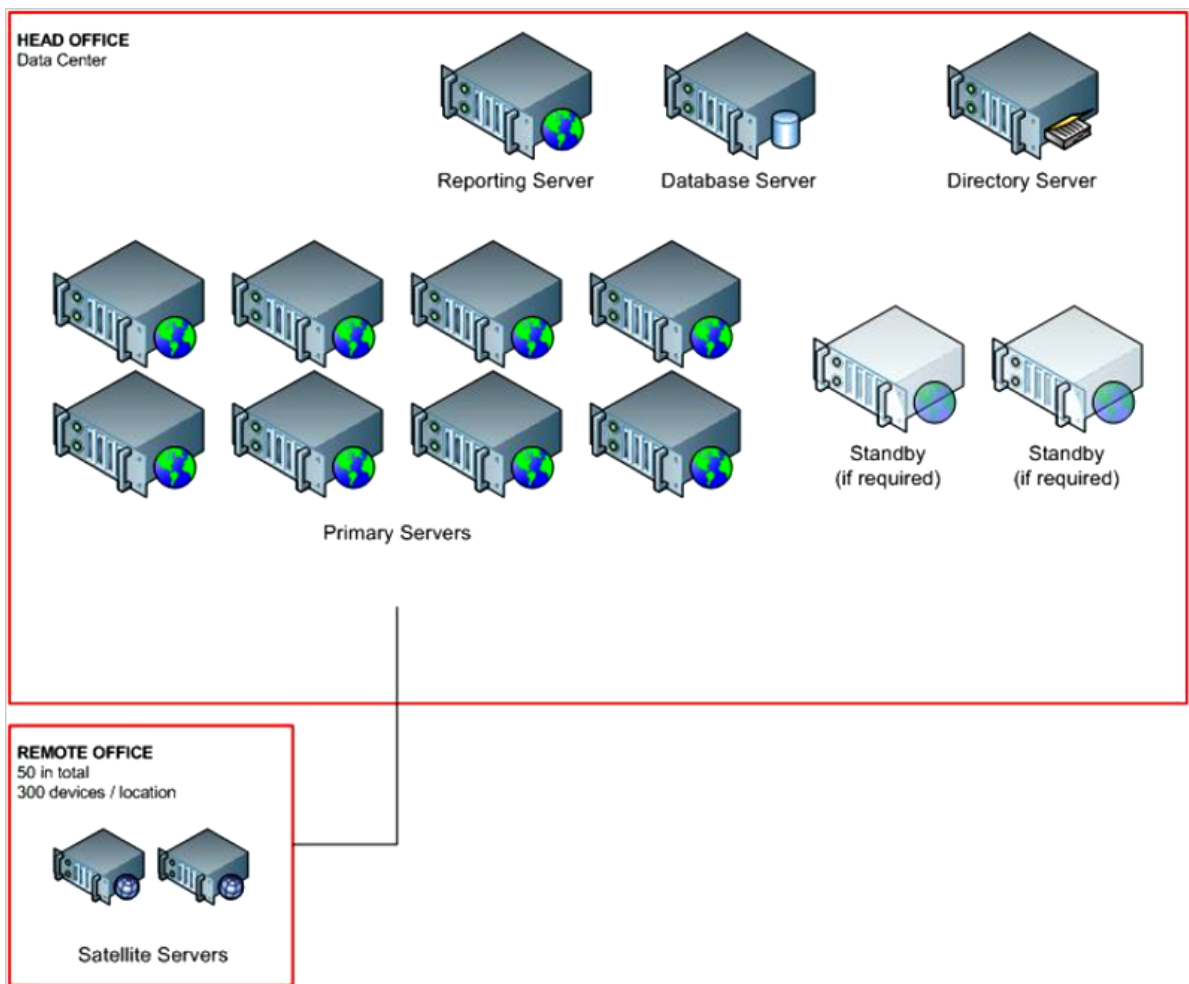 HEAD OFFICE
Data Center
Reporting Server
Database Server
Directory Server
Standby
(if required)
Standby
(if required)
Primary Servers
REMOTE OFFICE
50 in total
300 devices / location
Satellite Servers